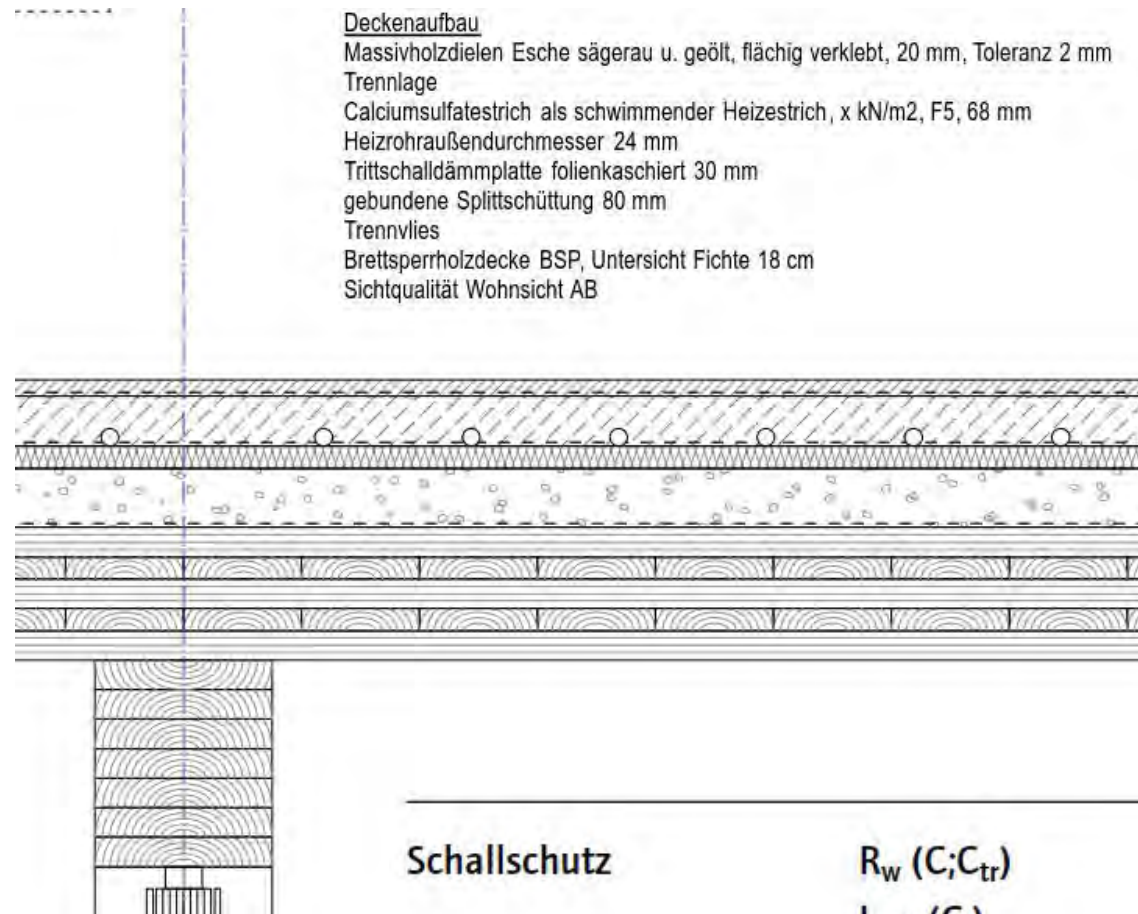 Deckenaufbau
Massivholzdielen Esche sägerau u. geölt, flächig verklebt, 20 mm, Toleranz 2 mm
Trennlage
Calciumsulfatestrich als schwimmender Heizestrich, x kN/m2, F5, 68 mm
Heizrohraußendurchmesser 24 mm
Trittschalldämmplatte folienkaschiert 30 mm
gebundene Splittschüttung 80 mm
Trennvlies
Brettsperrholzdecke BSP, Untersicht Fichte 18 cm
Sichtqualität Wohnsicht AB
Schallschutz R_w (C;C_tr)